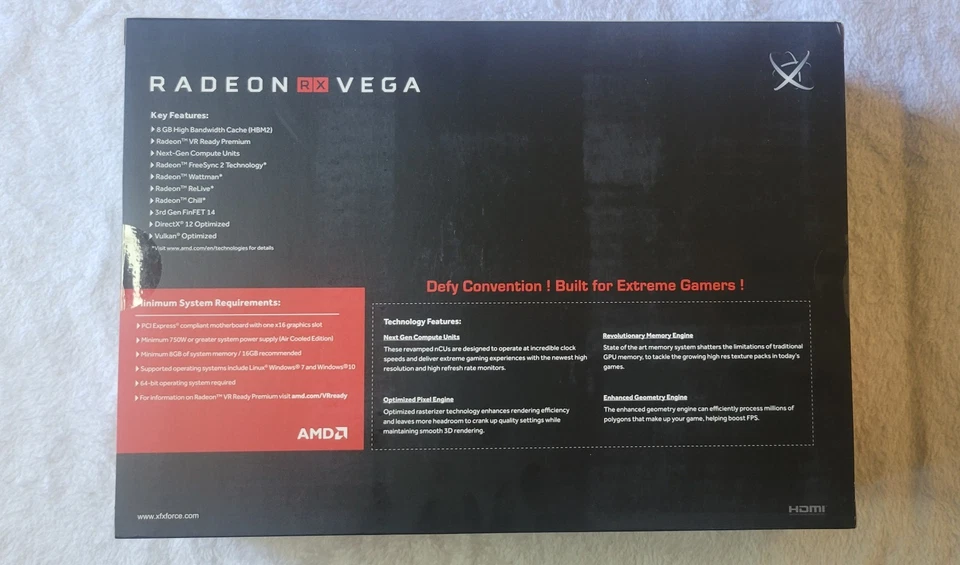 RADEON RX VEGA
Key Features:
8 GB High Bandwidth Cache (HBM2)
Radeon™ VR Ready Premium
Next-Gen Compute Units
Radeon™ FreeSync 2 Technology*
Radeon™ Wattman*
Radeon™ ReLive*
Radeon™ Chill*
3rd Gen FinFET 14
DirectX® 12 Optimized
Vulkan® Optimized
*Visit www.amd.com/en/technologies for details
Minimum System Requirements:
PCI Express® compliant motherboard with one x16 graphics slot
Minimum 750W or greater system power supply (Air Cooled Edition)
Minimum 8GB of system memory / 16GB recommended
Supported operating systems include Linux® Windows® 7 and Windows® 10
64-bit operating system required
For information on Radeon™ VR Ready Premium visit amd.com/VRready
AMD
Defy Convention ! Built for Extreme Gamers !
Technology Features:
Next Gen Compute Units
These revamped nCUs are designed to operate at incredible clock
speeds and deliver extreme gaming experiences with the newest high
resolution and high refresh rate monitors.
Optimized Pixel Engine
Optimized rasterizer technology enhances rendering efficiency
and leaves more headroom to crank up quality settings while
maintaining smooth 3D rendering.
Revolutionary Memory Engine
State of the art memory system shatters the limitations of traditional
GPU memory, to tackle the growing high res texture packs in today's
games.
Enhanced Geometry Engine
The enhanced geometry engine can efficiently process millions of
polygons that make up your game, helping boost FPS.
www.xfxforce.com
HDMI